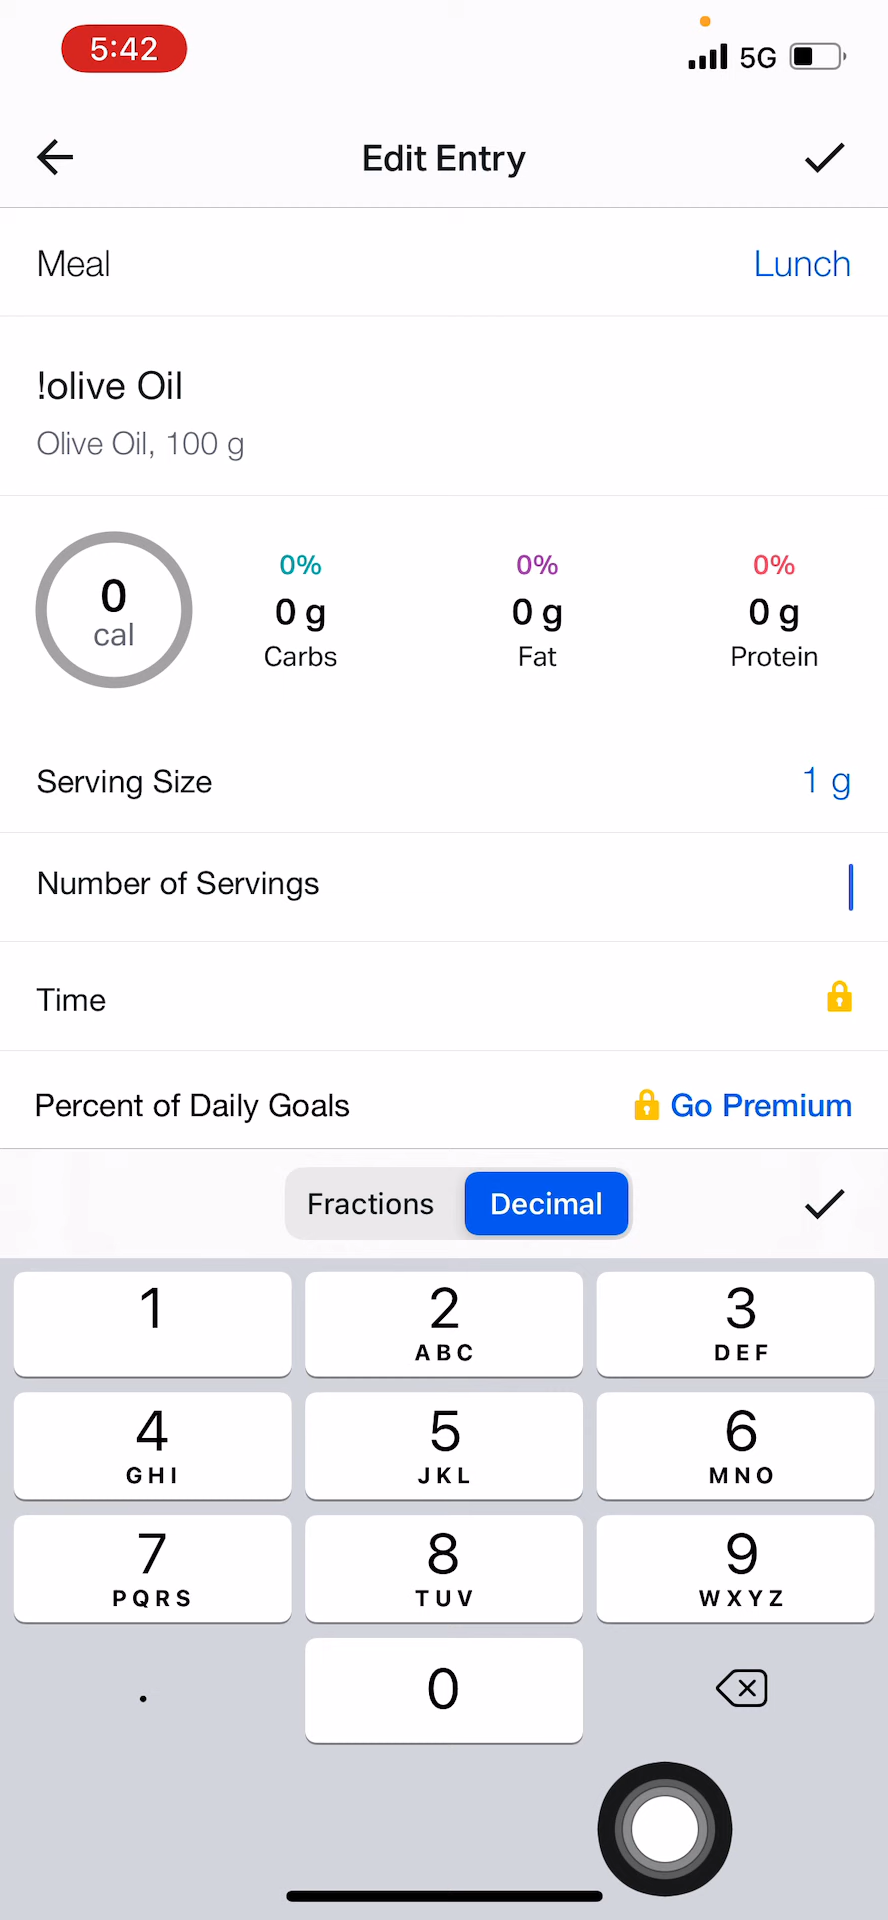 5:42
5G
Edit Entry
Meal
Lunch
!olive Oil
Olive Oil, 100 g
0
cal
0%
0 g
Carbs
0%
0 g
Fat
0%
0 g
Protein
Serving Size
1 g
Number of Servings
Time
Percent of Daily Goals
Go Premium
Fractions
Decimal
1
2
ABC
3
DEF
4
GHI
5
JKL
6
MNO
7
PQRS
8
TUV
9
WXYZ
.
0